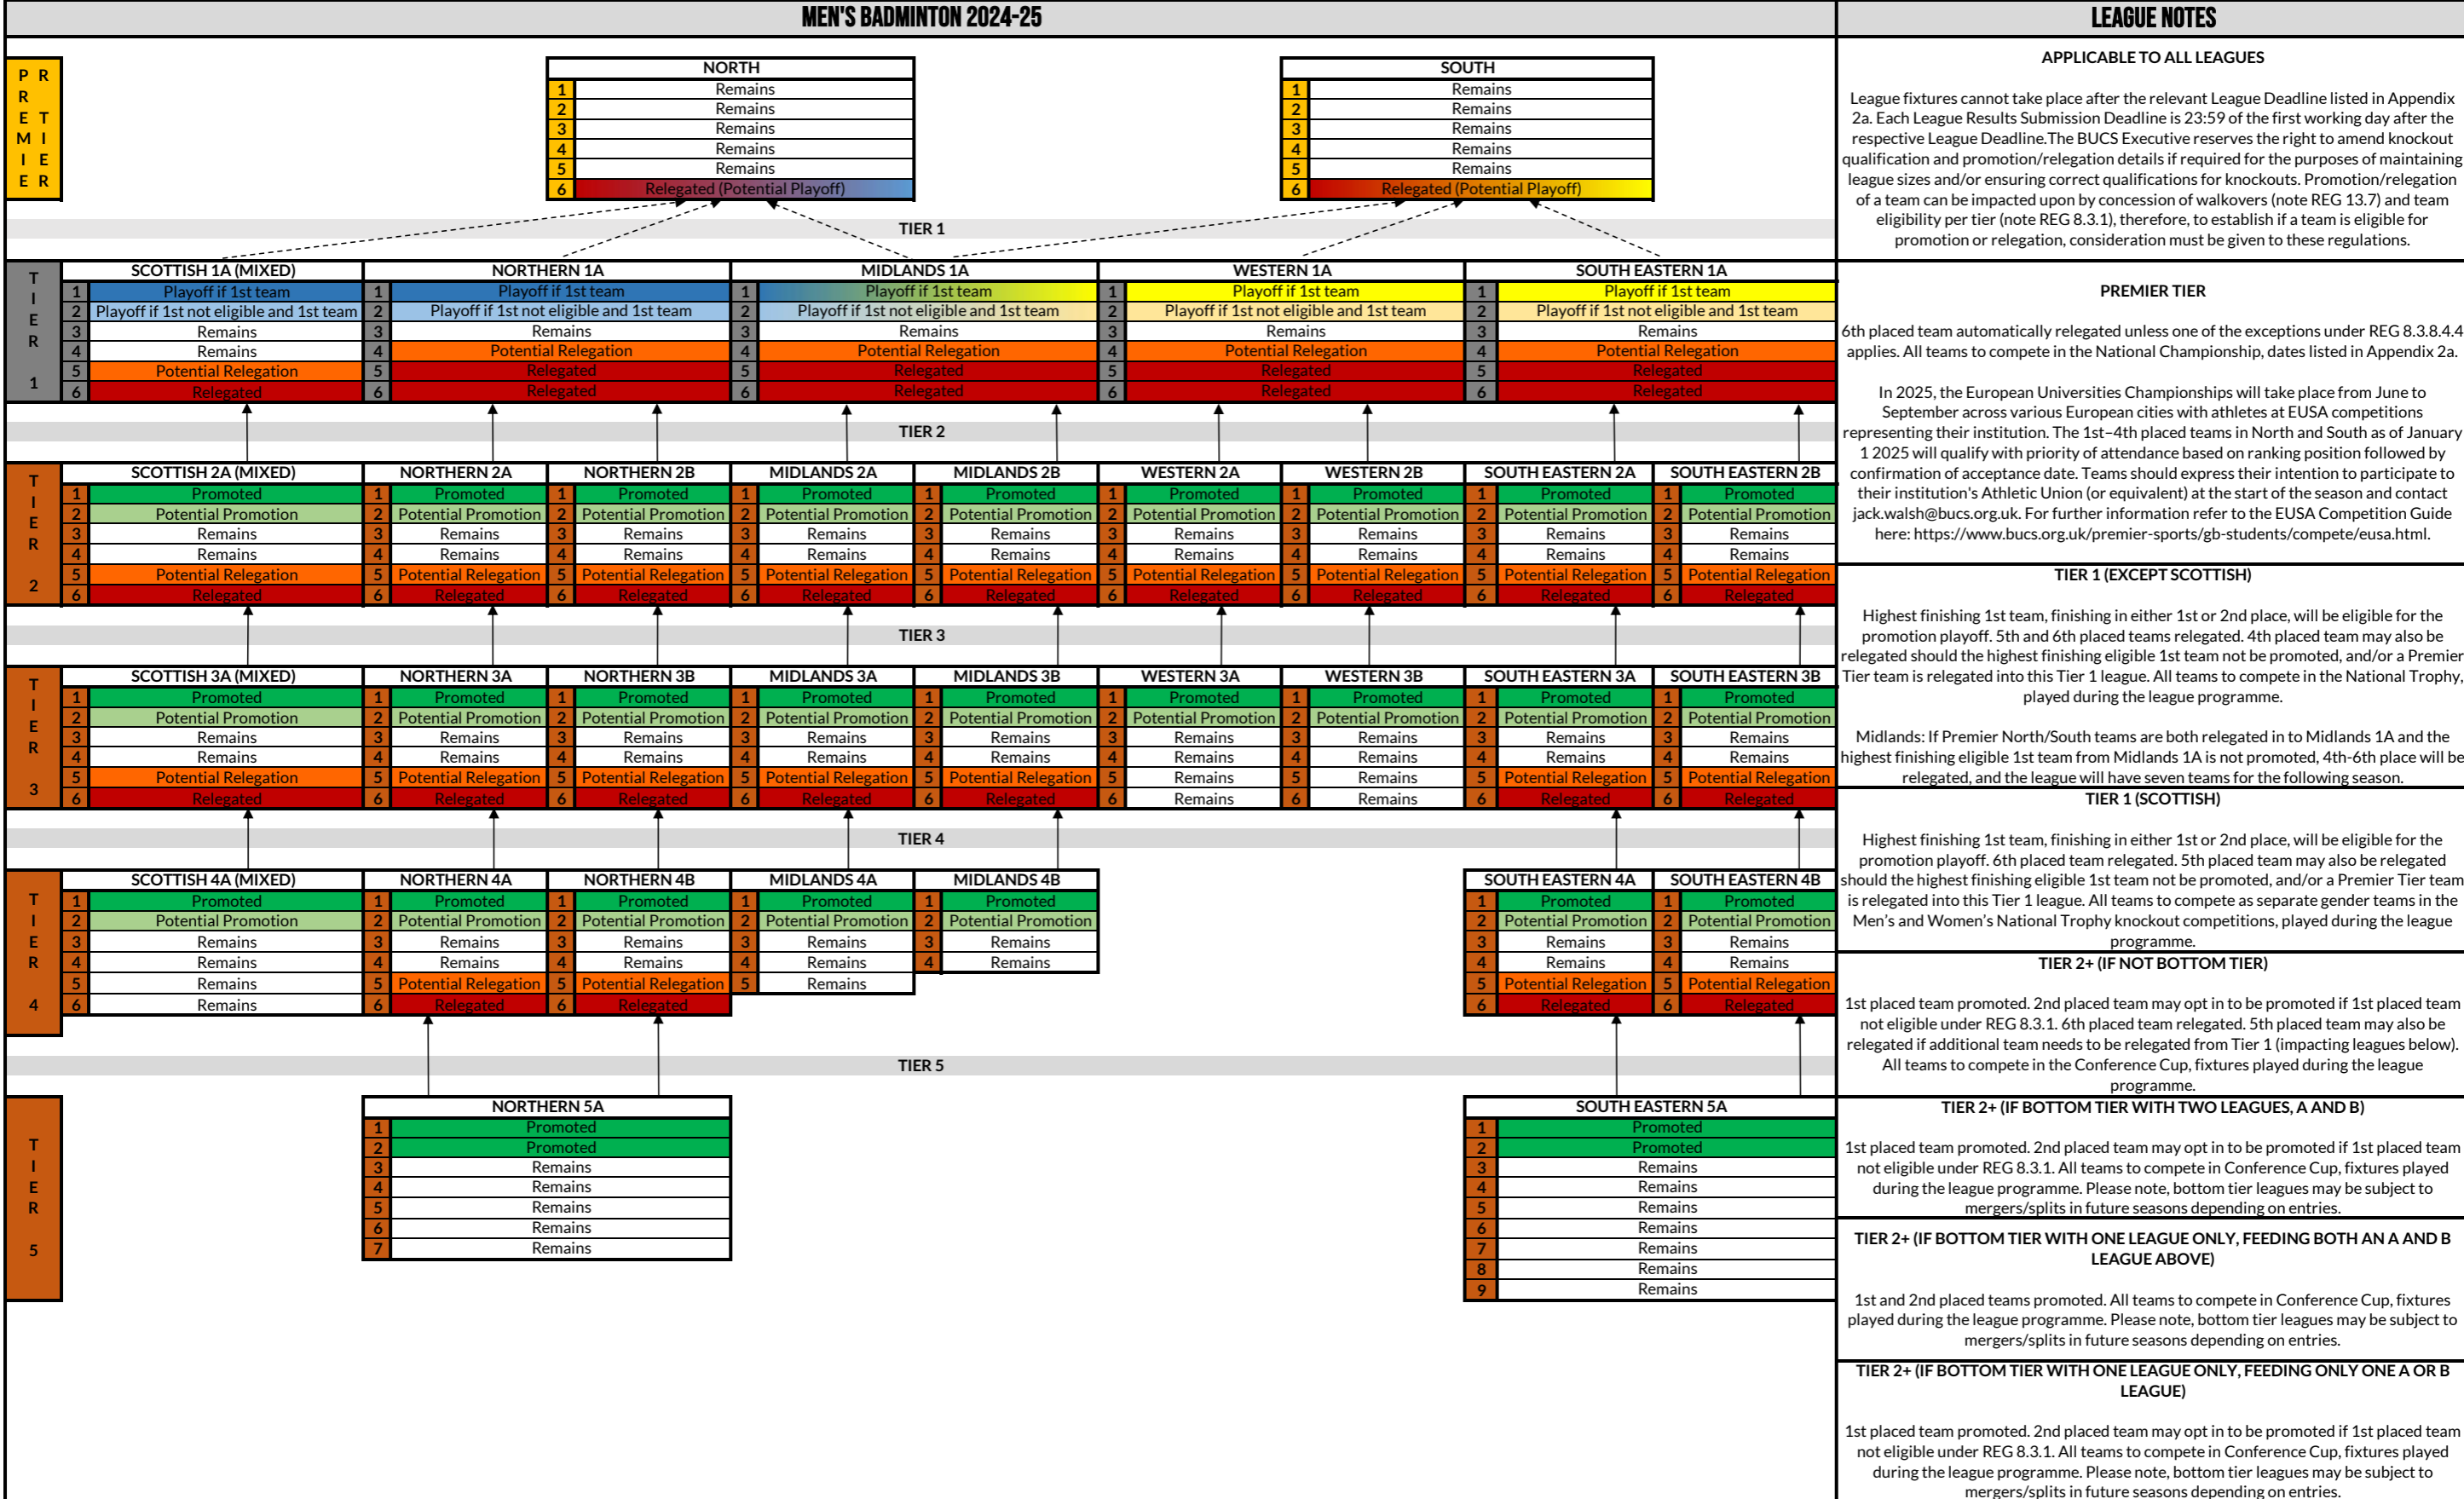 MEN'S BADMINTON 2024-25
LEAGUE NOTES
PREMIER TIER
NORTH
1 Remains
2 Remains
3 Remains
4 Remains
5 Remains
6 Relegated (Potential Playoff)
SOUTH
1 Remains
2 Remains
3 Remains
4 Remains
5 Remains
6 Relegated (Potential Playoff)
TIER 1
TIER 1
SCOTTISH 1A (MIXED)
1 Playoff if 1st team
2 Playoff if 1st not eligible and 1st team
3 Remains
4 Remains
5 Potential Relegation
6 Relegated
NORTHERN 1A
1 Playoff if 1st team
2 Playoff if 1st not eligible and 1st team
3 Remains
4 Potential Relegation
5 Relegated
6 Relegated
MIDLANDS 1A
1 Playoff if 1st team
2 Playoff if 1st not eligible and 1st team
3 Remains
4 Potential Relegation
5 Relegated
6 Relegated
WESTERN 1A
1 Playoff if 1st team
2 Playoff if 1st not eligible and 1st team
3 Remains
4 Potential Relegation
5 Relegated
6 Relegated
SOUTH EASTERN 1A
1 Playoff if 1st team
2 Playoff if 1st not eligible and 1st team
3 Remains
4 Potential Relegation
5 Relegated
6 Relegated
TIER 2
TIER 2
SCOTTISH 2A (MIXED)
1 Promoted
2 Potential Promotion
3 Remains
4 Remains
5 Potential Relegation
6 Relegated
NORTHERN 2A
1 Promoted
2 Potential Promotion
3 Remains
4 Remains
5 Potential Relegation
6 Relegated
NORTHERN 2B
1 Promoted
2 Potential Promotion
3 Remains
4 Remains
5 Potential Relegation
6 Relegated
MIDLANDS 2A
1 Promoted
2 Potential Promotion
3 Remains
4 Remains
5 Potential Relegation
6 Relegated
MIDLANDS 2B
1 Promoted
2 Potential Promotion
3 Remains
4 Remains
5 Potential Relegation
6 Relegated
WESTERN 2A
1 Promoted
2 Potential Promotion
3 Remains
4 Remains
5 Potential Relegation
6 Relegated
WESTERN 2B
1 Promoted
2 Potential Promotion
3 Remains
4 Remains
5 Potential Relegation
6 Relegated
SOUTH EASTERN 2A
1 Promoted
2 Potential Promotion
3 Remains
4 Remains
5 Potential Relegation
6 Relegated
SOUTH EASTERN 2B
1 Promoted
2 Potential Promotion
3 Remains
4 Remains
5 Potential Relegation
6 Relegated
TIER 3
TIER 3
SCOTTISH 3A (MIXED)
1 Promoted
2 Potential Promotion
3 Remains
4 Remains
5 Potential Relegation
6 Relegated
NORTHERN 3A
1 Promoted
2 Potential Promotion
3 Remains
4 Remains
5 Potential Relegation
6 Relegated
NORTHERN 3B
1 Promoted
2 Potential Promotion
3 Remains
4 Remains
5 Potential Relegation
6 Relegated
MIDLANDS 3A
1 Promoted
2 Potential Promotion
3 Remains
4 Remains
5 Potential Relegation
6 Relegated
MIDLANDS 3B
1 Promoted
2 Potential Promotion
3 Remains
4 Remains
5 Potential Relegation
6 Relegated
WESTERN 3A
1 Promoted
2 Potential Promotion
3 Remains
4 Remains
5 Remains
6 Remains
WESTERN 3B
1 Promoted
2 Potential Promotion
3 Remains
4 Remains
5 Remains
6 Remains
SOUTH EASTERN 3A
1 Promoted
2 Potential Promotion
3 Remains
4 Remains
5 Potential Relegation
6 Relegated
SOUTH EASTERN 3B
1 Promoted
2 Potential Promotion
3 Remains
4 Remains
5 Potential Relegation
6 Relegated
TIER 4
TIER 4
SCOTTISH 4A (MIXED)
1 Promoted
2 Potential Promotion
3 Remains
4 Remains
5 Remains
6 Remains
NORTHERN 4A
1 Promoted
2 Potential Promotion
3 Remains
4 Remains
5 Potential Relegation
6 Relegated
NORTHERN 4B
1 Promoted
2 Potential Promotion
3 Remains
4 Remains
5 Potential Relegation
6 Relegated
MIDLANDS 4A
1 Promoted
2 Potential Promotion
3 Remains
4 Remains
5 Remains
MIDLANDS 4B
1 Promoted
2 Potential Promotion
3 Remains
4 Remains
SOUTH EASTERN 4A
1 Promoted
2 Potential Promotion
3 Remains
4 Remains
5 Potential Relegation
6 Relegated
SOUTH EASTERN 4B
1 Promoted
2 Potential Promotion
3 Remains
4 Remains
5 Potential Relegation
6 Relegated
TIER 5
TIER 5
NORTHERN 5A
1 Promoted
2 Promoted
3 Remains
4 Remains
5 Remains
6 Remains
7 Remains
SOUTH EASTERN 5A
1 Promoted
2 Promoted
3 Remains
4 Remains
5 Remains
6 Remains
7 Remains
8 Remains
9 Remains
APPLICABLE TO ALL LEAGUES
League fixtures cannot take place after the relevant League Deadline listed in Appendix
2a. Each League Results Submission Deadline is 23:59 of the first working day after the
respective League Deadline.The BUCS Executive reserves the right to amend knockout
qualification and promotion/relegation details if required for the purposes of maintaining
league sizes and/or ensuring correct qualifications for knockouts. Promotion/relegation
of a team can be impacted upon by concession of walkovers (note REG 13.7) and team
eligibility per tier (note REG 8.3.1), therefore, to establish if a team is eligible for
promotion or relegation, consideration must be given to these regulations.
PREMIER TIER
6th placed team automatically relegated unless one of the exceptions under REG 8.3.8.4.4
applies. All teams to compete in the National Championship, dates listed in Appendix 2a.
In 2025, the European Universities Championships will take place from June to
September across various European cities with athletes at EUSA competitions
representing their institution. The 1st–4th placed teams in North and South as of January
1 2025 will qualify with priority of attendance based on ranking position followed by
confirmation of acceptance date. Teams should express their intention to participate to
their institution's Athletic Union (or equivalent) at the start of the season and contact
jack.walsh@bucs.org.uk. For further information refer to the EUSA Competition Guide
here: https://www.bucs.org.uk/premier-sports/gb-students/compete/eusa.html.
TIER 1 (EXCEPT SCOTTISH)
Highest finishing 1st team, finishing in either 1st or 2nd place, will be eligible for the
promotion playoff. 5th and 6th placed teams relegated. 4th placed team may also be
relegated should the highest finishing eligible 1st team not be promoted, and/or a Premier
Tier team is relegated into this Tier 1 league. All teams to compete in the National Trophy,
played during the league programme.
Midlands: If Premier North/South teams are both relegated in to Midlands 1A and the
highest finishing eligible 1st team from Midlands 1A is not promoted, 4th-6th place will be
relegated, and the league will have seven teams for the following season.
TIER 1 (SCOTTISH)
Highest finishing 1st team, finishing in either 1st or 2nd place, will be eligible for the
promotion playoff. 6th placed team relegated. 5th placed team may also be relegated
should the highest finishing eligible 1st team not be promoted, and/or a Premier Tier team
is relegated into this Tier 1 league. All teams to compete as separate gender teams in the
Men's and Women's National Trophy knockout competitions, played during the league
programme.
TIER 2+ (IF NOT BOTTOM TIER)
1st placed team promoted. 2nd placed team may opt in to be promoted if 1st placed team
not eligible under REG 8.3.1. 6th placed team relegated. 5th placed team may also be
relegated if additional team needs to be relegated from Tier 1 (impacting leagues below).
All teams to compete in the Conference Cup, fixtures played during the league
programme.
TIER 2+ (IF BOTTOM TIER WITH TWO LEAGUES, A AND B)
1st placed team promoted. 2nd placed team may opt in to be promoted if 1st placed team
not eligible under REG 8.3.1. All teams to compete in Conference Cup, fixtures played
during the league programme. Please note, bottom tier leagues may be subject to
mergers/splits in future seasons depending on entries.
TIER 2+ (IF BOTTOM TIER WITH ONE LEAGUE ONLY, FEEDING BOTH AN A AND B
LEAGUE ABOVE)
1st and 2nd placed teams promoted. All teams to compete in Conference Cup, fixtures
played during the league programme. Please note, bottom tier leagues may be subject to
mergers/splits in future seasons depending on entries.
TIER 2+ (IF BOTTOM TIER WITH ONE LEAGUE ONLY, FEEDING ONLY ONE A OR B
LEAGUE)
1st placed team promoted. 2nd placed team may opt in to be promoted if 1st placed team
not eligible under REG 8.3.1. All teams to compete in Conference Cup, fixtures played
during the league programme. Please note, bottom tier leagues may be subject to
mergers/splits in future seasons depending on entries.